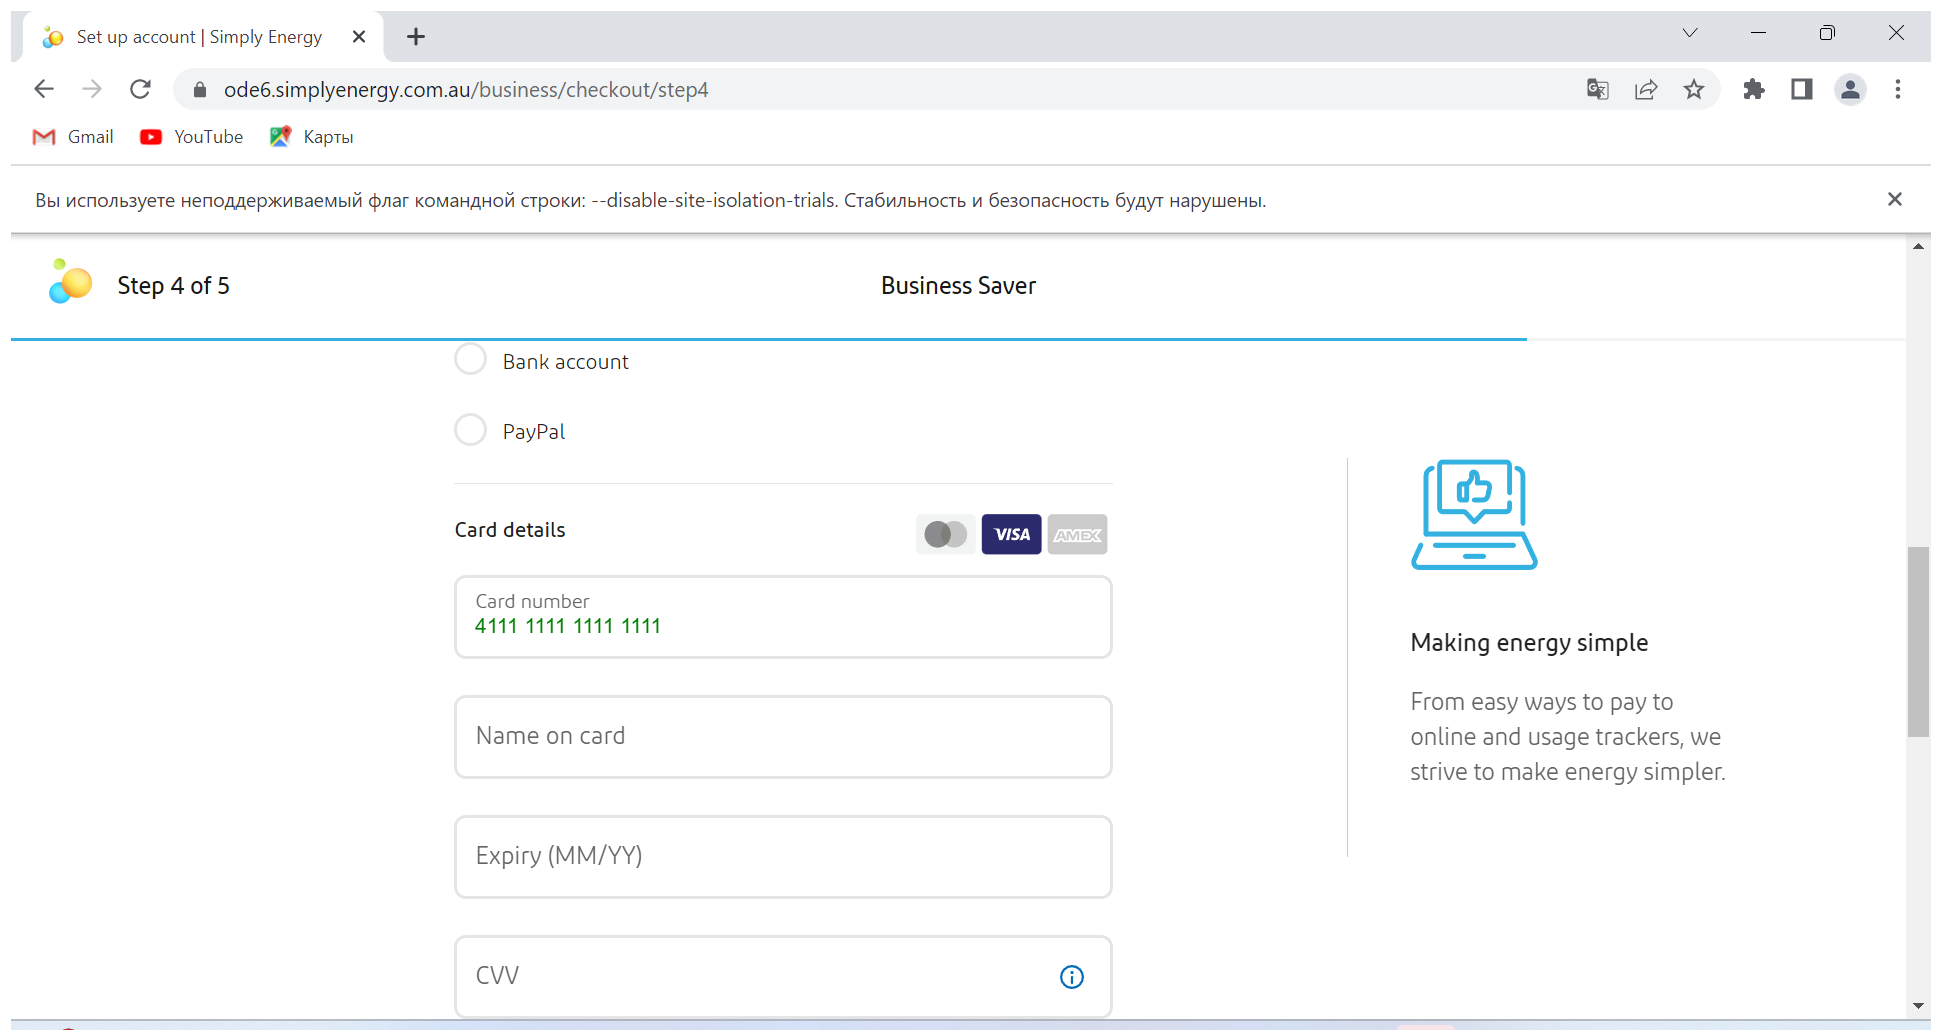 Set up account | Simply Energy
ode6.simplyenergy.com.au/business/checkout/step4
Gmail YouTube Карты
Вы используете неподдерживаемый флаг командной строки: --disable-site-isolation-trials. Стабильность и безопасность будут нарушены.
Step 4 of 5
Business Saver
Bank account
PayPal
Card details
VISA
AMEX
Card number
4111 1111 1111 1111
Name on card
Expiry (MM/YY)
CVV
Making energy simple
From easy ways to pay to
online and usage trackers, we
strive to make energy simpler.